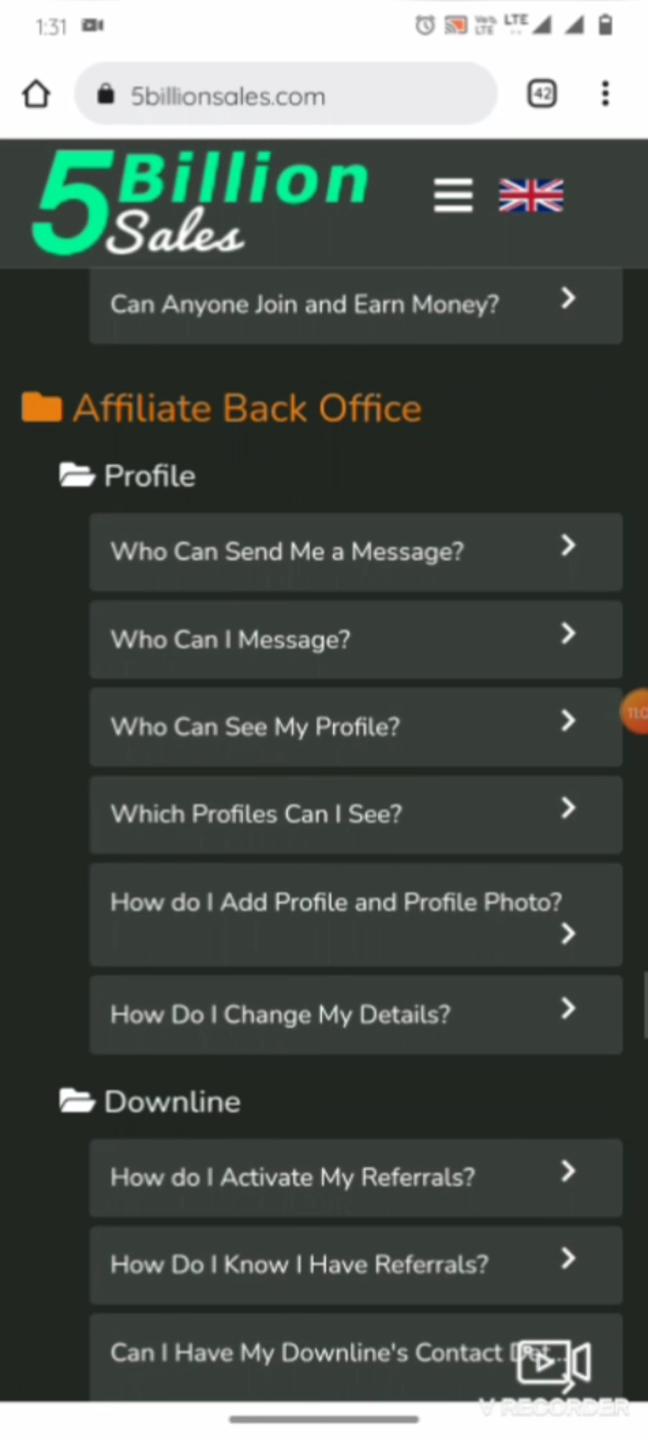 1:31
LTE
5billionsales.com
42
5 Billion
Sales
Can Anyone Join and Earn Money?
Affiliate Back Office
Profile
Who Can Send Me a Message?
Who Can I Message?
Who Can See My Profile?
11:0
Which Profiles Can I See?
How do I Add Profile and Profile Photo?
How Do I Change My Details?
Downline
How do I Activate My Referrals?
How Do I Know I Have Referrals?
Can I Have My Downline's Contact
V RECORDER